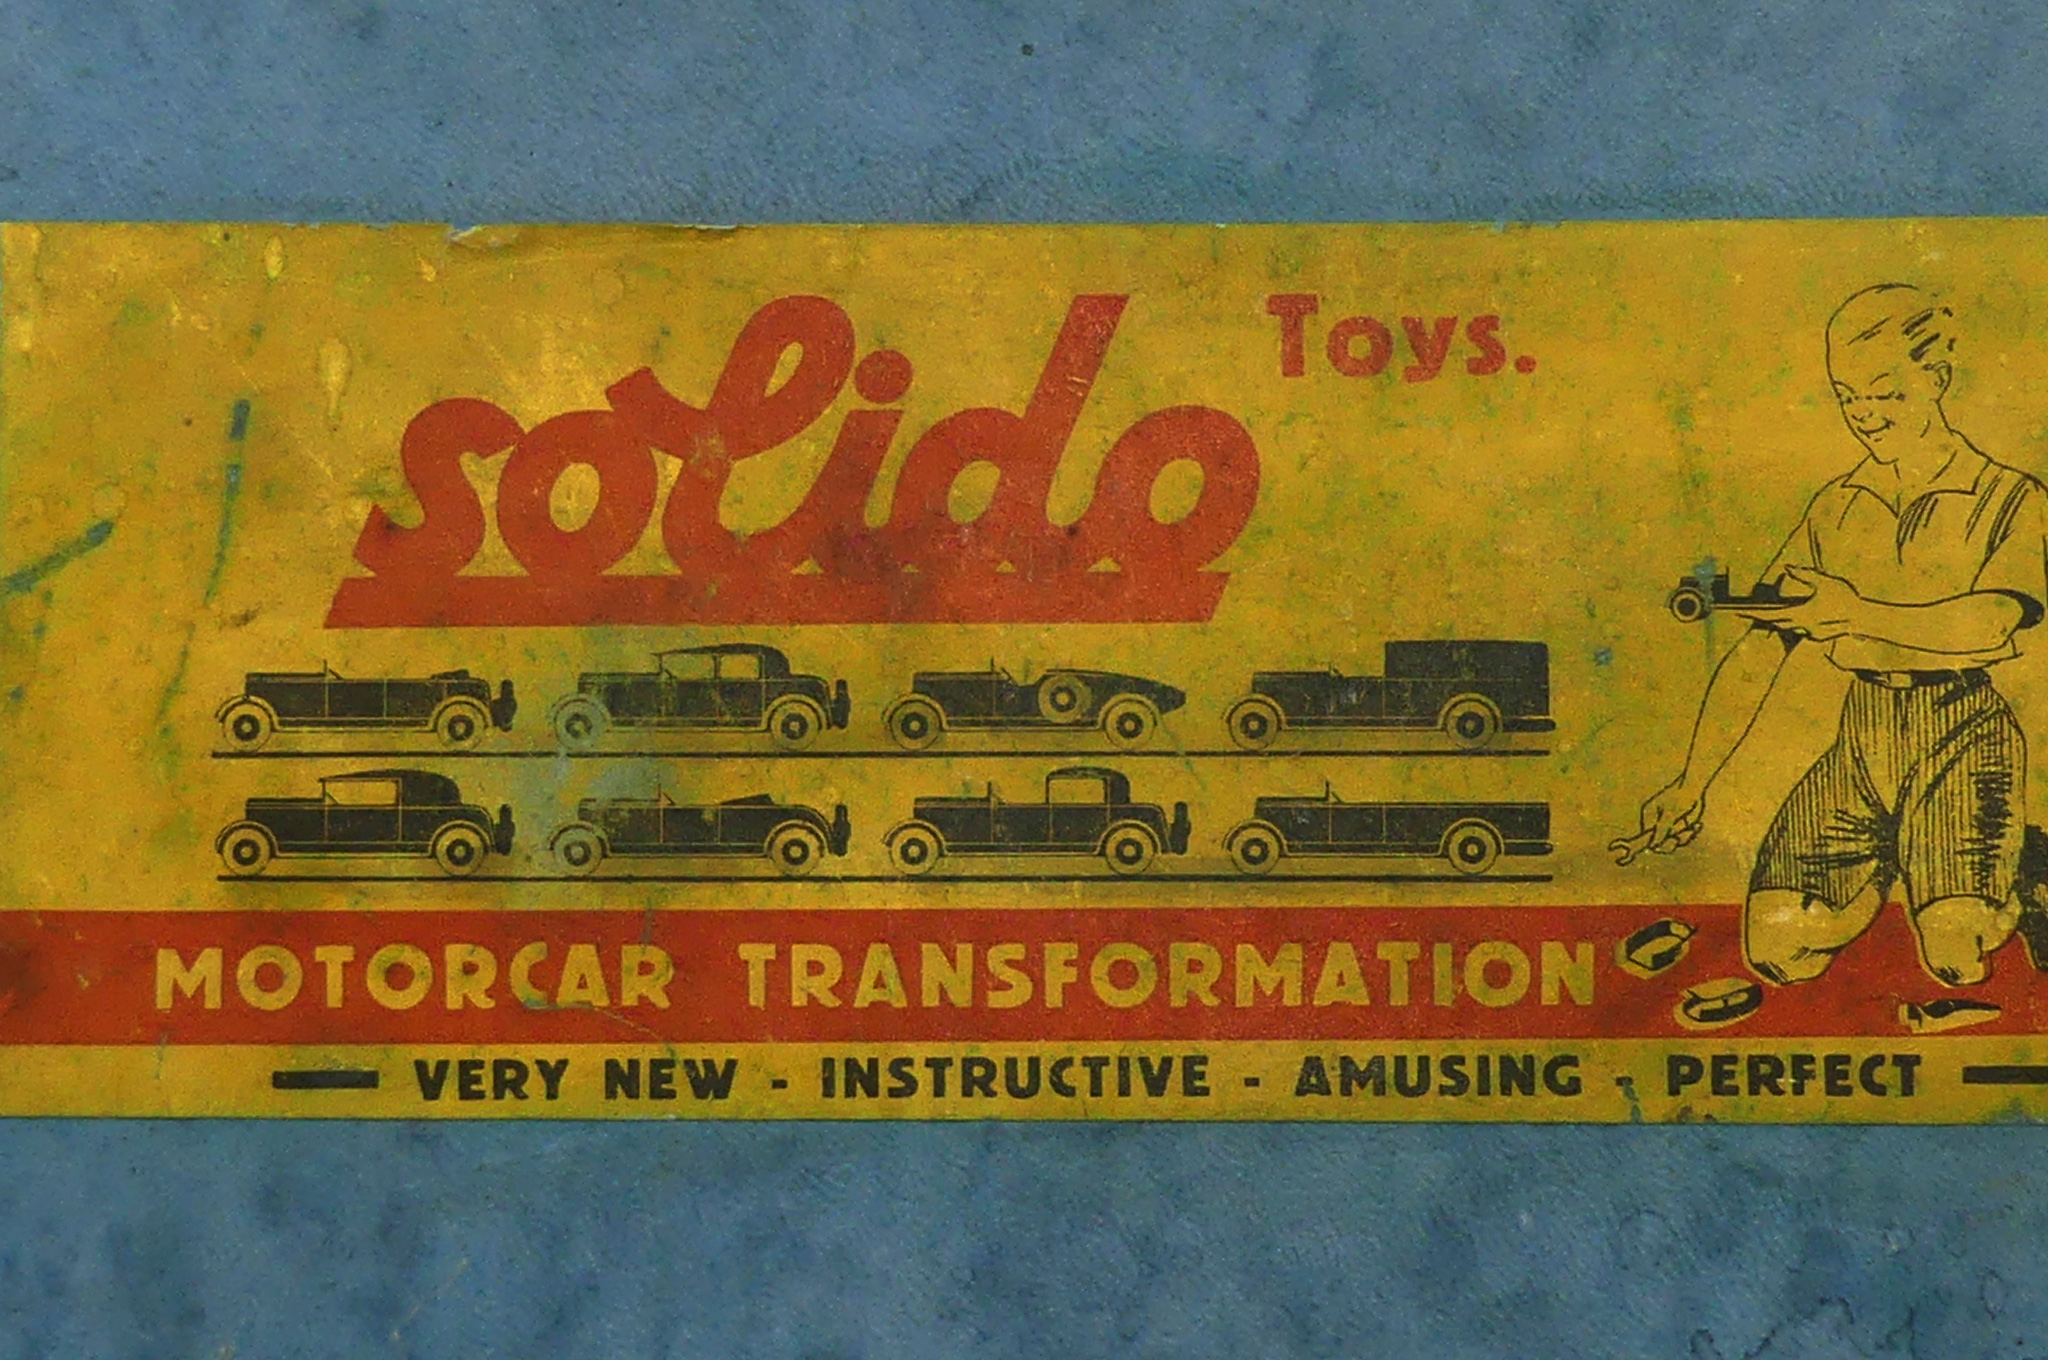 solido Toys.
MOTORCAR TRANSFORMATION
VERY NEW - INSTRUCTIVE - AMUSING - PERFECT